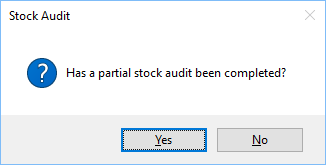 Stock Audit
Has a partial stock audit been completed?
Yes
No